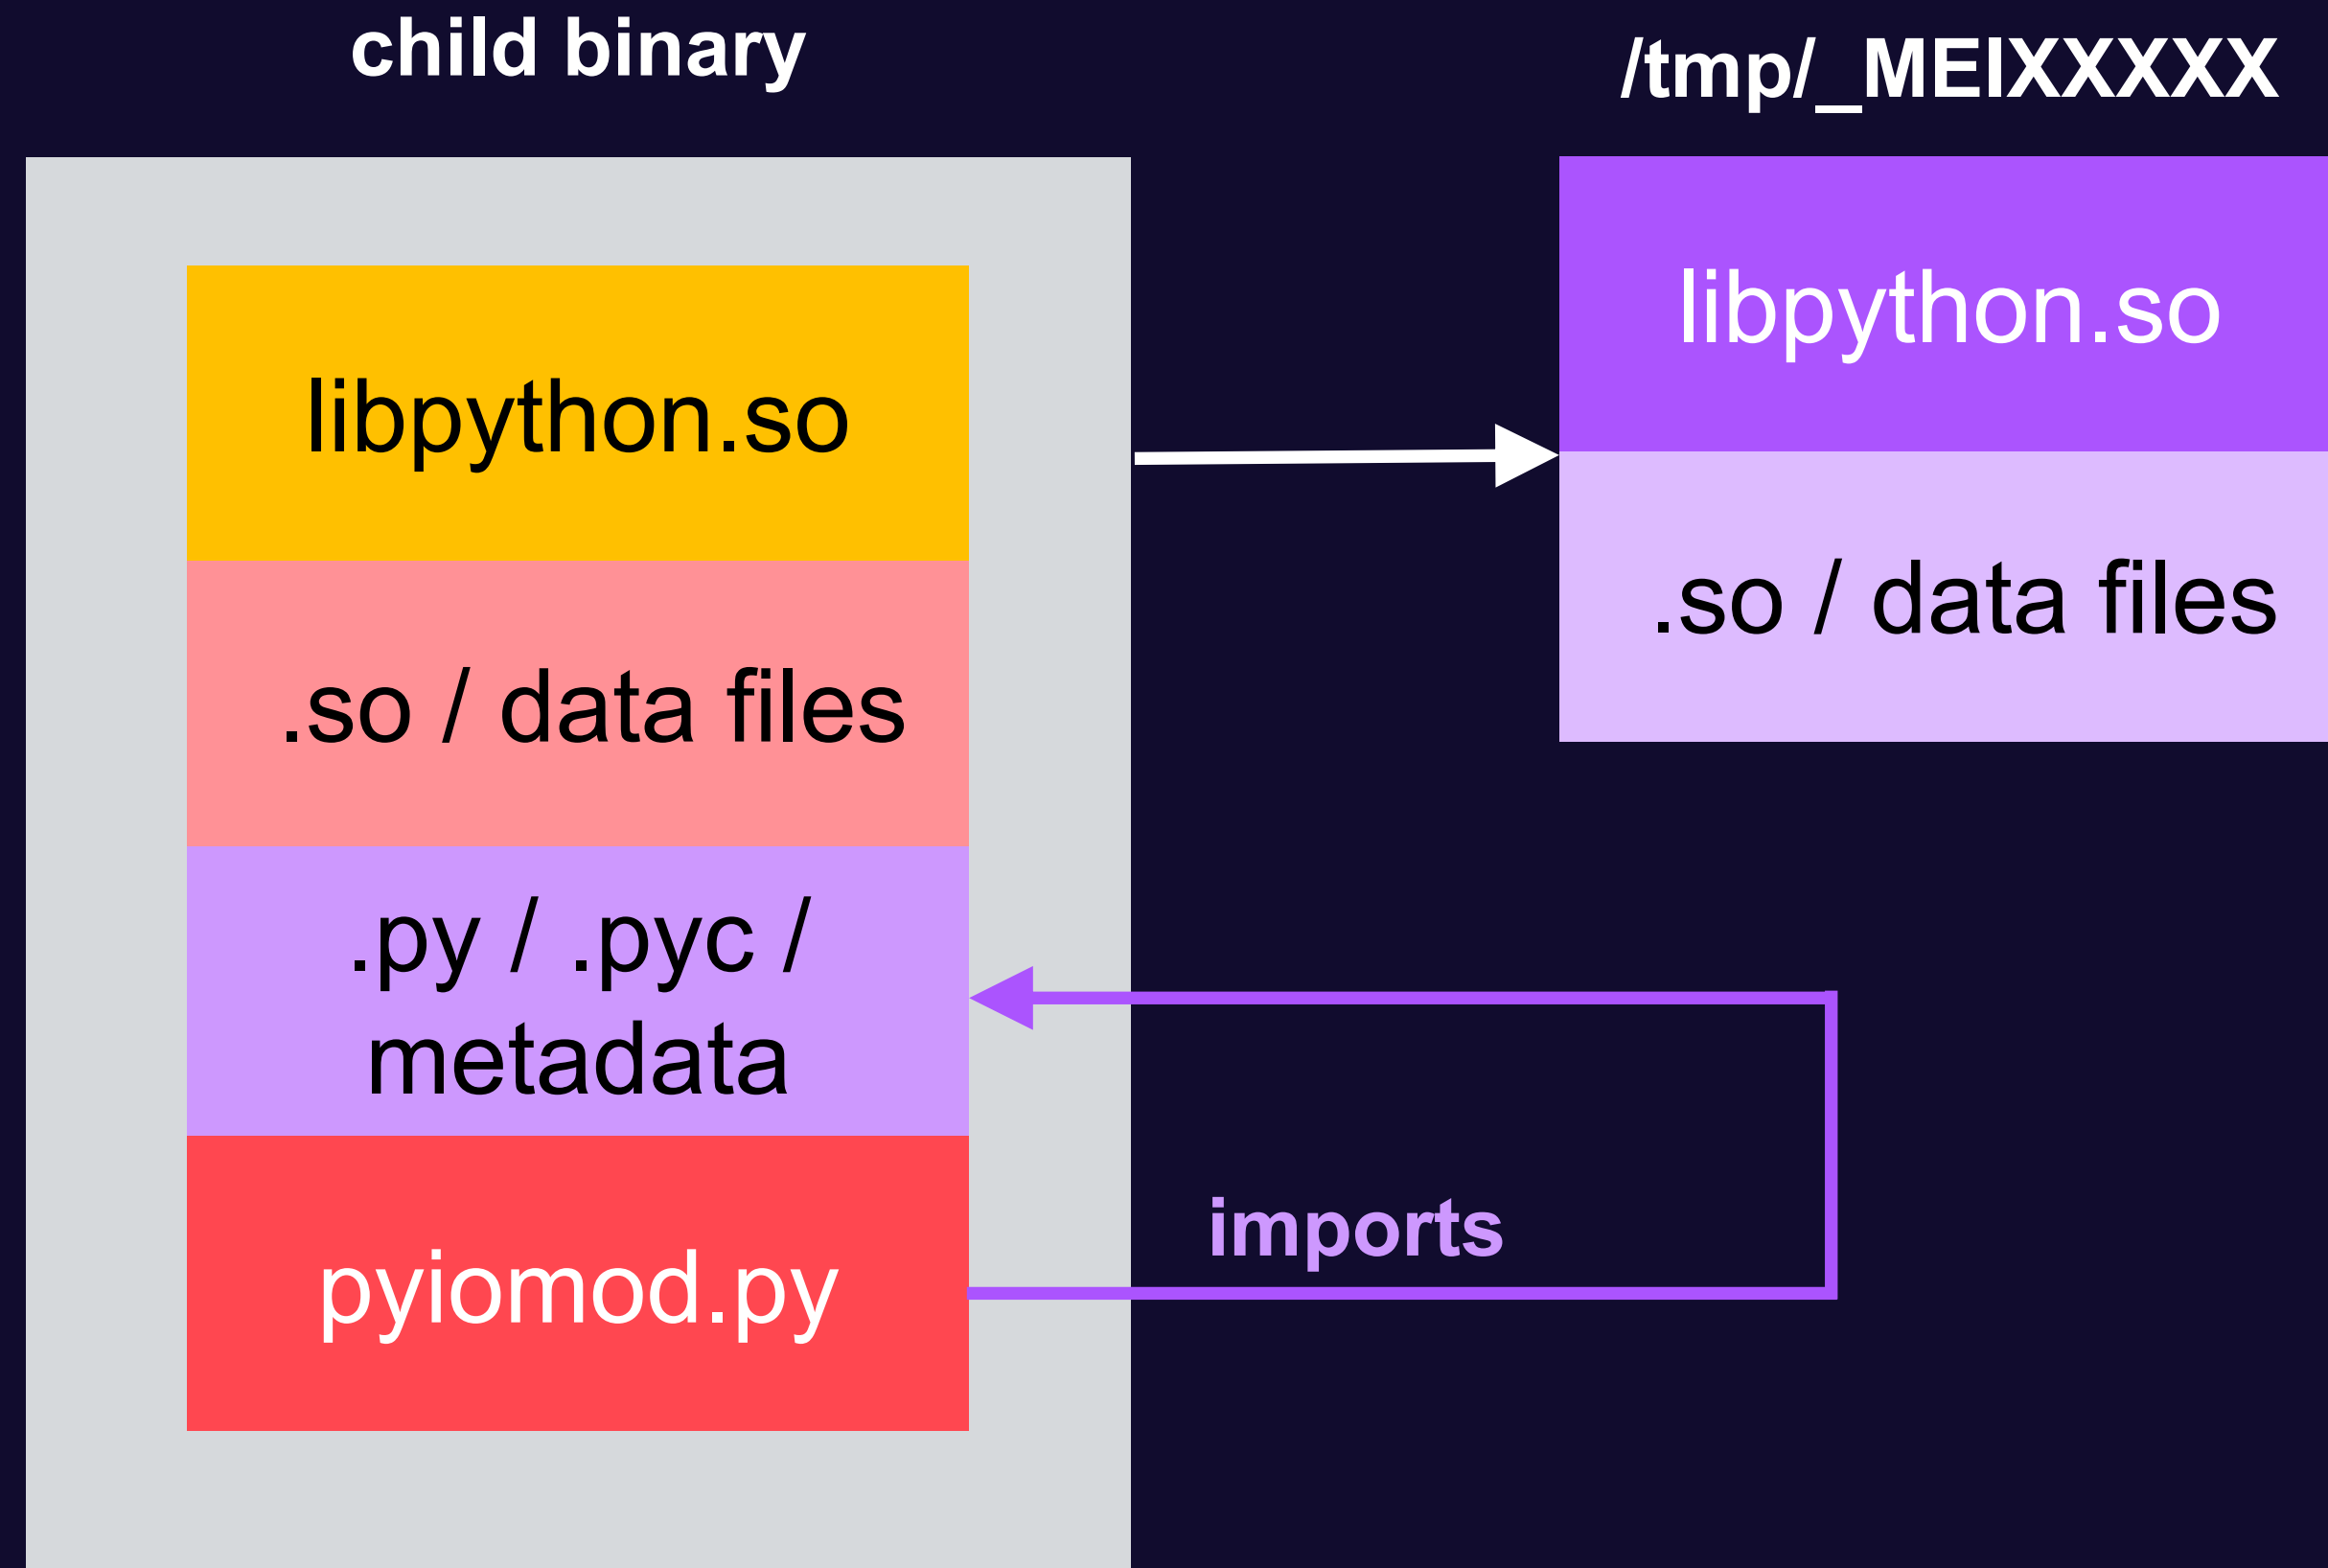 child binary
/tmp/_MEIXXXXX
libpython.so
.so / data files
.py / .pyc /
metadata
pyiomod.py
libpython.so
.so / data files
imports